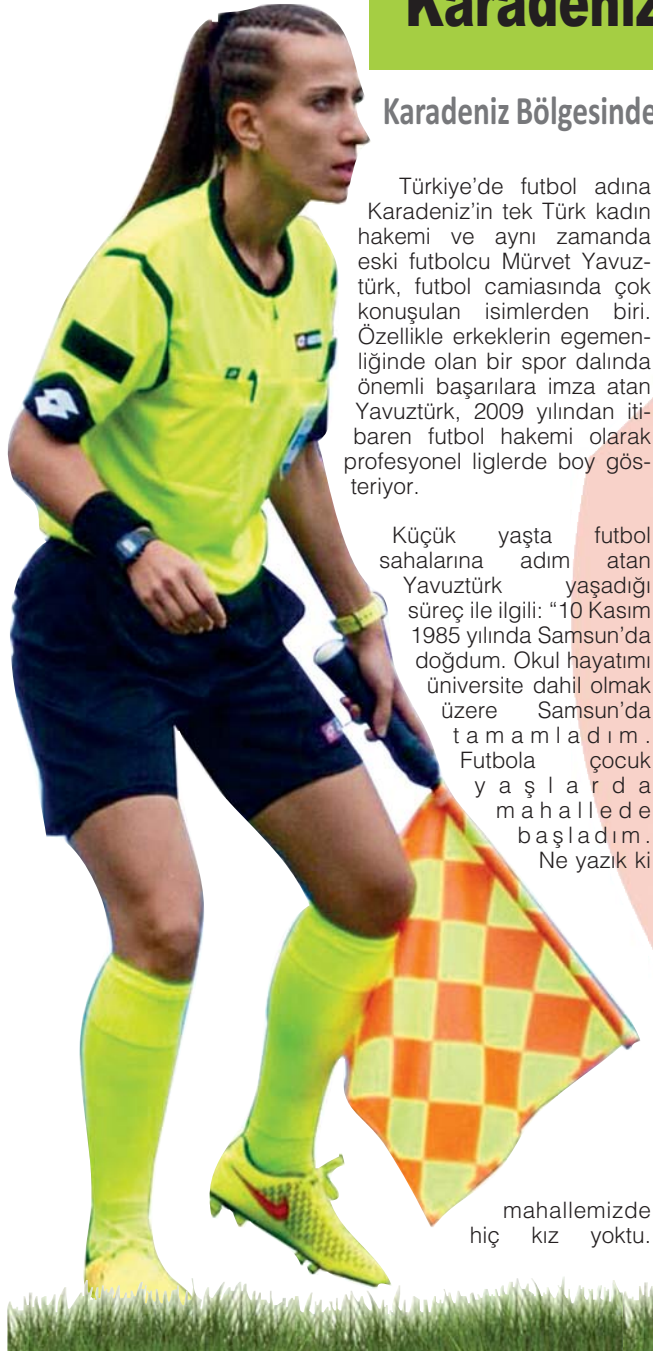 Karadeniz
Karadeniz Bölgesinde
Türkiye’de futbol adına
Karadeniz’in tek Türk kadın
hakemi ve aynı zamanda
eski futbolcu Mürvet Yavuz-
türk, futbol camiasında çok
konuşulan isimlerden biri.
Özellikle erkeklerin egemen-
liğinde olan bir spor dalında
önemli başarılara imza atan
Yavuztürk, 2009 yılından iti-
baren futbol hakemi olarak
profesyonel liglerde boy gös-
teriyor.
Küçük yaşta futbol
sahalarına adım atan
Yavuztürk yaşadığı
süreç ile ilgili: “10 Kasım
1985 yılında Samsun’da
doğdum. Okul hayatımı
üniversite dahil olmak
üzere Samsun’da
tamamladım.
Futbola çocuk
yaşlarda
mahallede
başladım.
Ne yazık ki
mahallemizde
hiç kız yoktu.